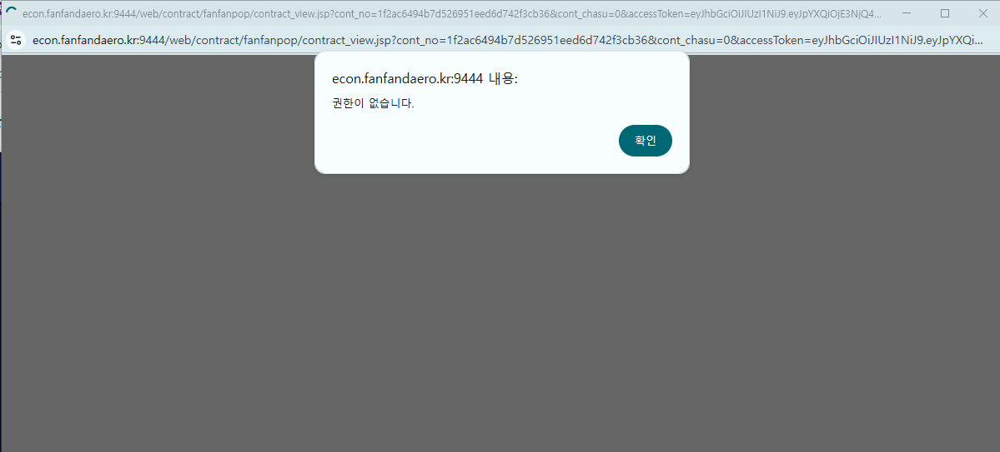 econ.fanfandaero.kr:9444/web/contract/fanfanpop/contract_view.jsp?cont_no=1f2ac6494b7d526951eed6d742f3cb36&cont_chasu=0&accessToken=eyJhbGciOiJIUzI1NiJ9.eyJpYXQiOjE3NjQ4...
econ.fanfandaero.kr:9444/web/contract/fanfanpop/contract_view.jsp?cont_no=1f2ac6494b7d526951eed6d742f3cb36&cont_chasu=0&accessToken=eyJhbGciOiJIUzI1NiJ9.eyJpYXQi...
econ.fanfandaero.kr:9444 내용:
권한이 없습니다.
확인